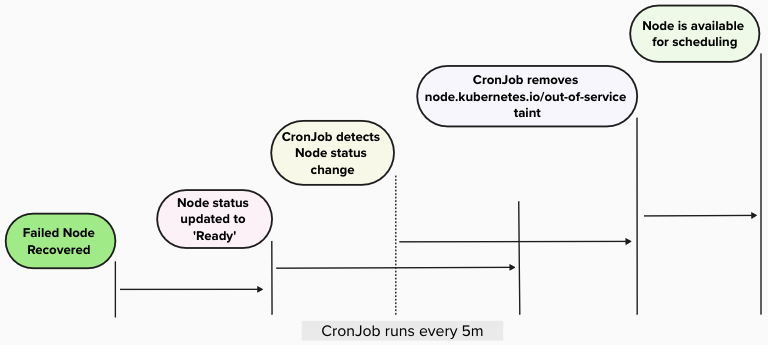 Failed Node
Recovered
Node status
updated to
'Ready'
CronJob detects
Node status
change
CronJob removes
node.kubernetes.io/out-of-service
taint
Node is available
for scheduling
CronJob runs every 5m